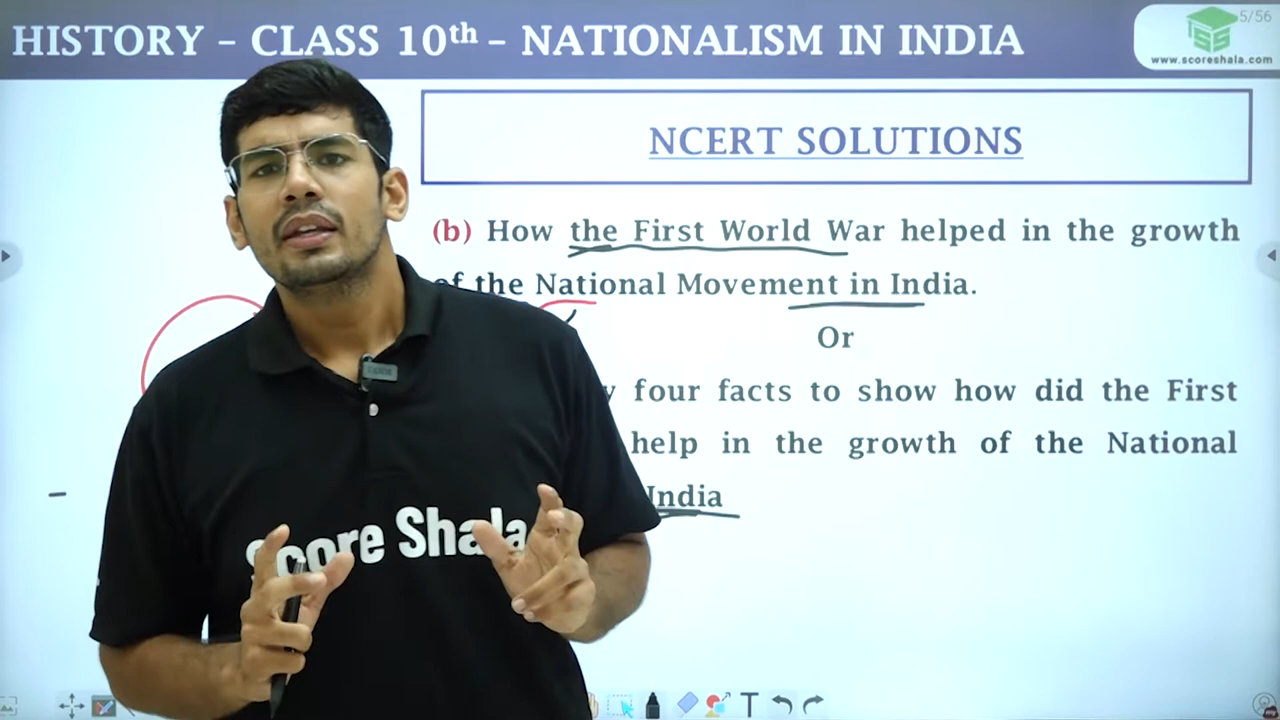 HISTORY – CLASS 10th – NATIONALISM IN INDIA
5/56
www.scoreshala.com
NCERT SOLUTIONS
(b) How the First World War helped in the growth
of the National Movement in India.
Or
four facts to show how did the First
help in the growth of the National
India
Score Shala
T